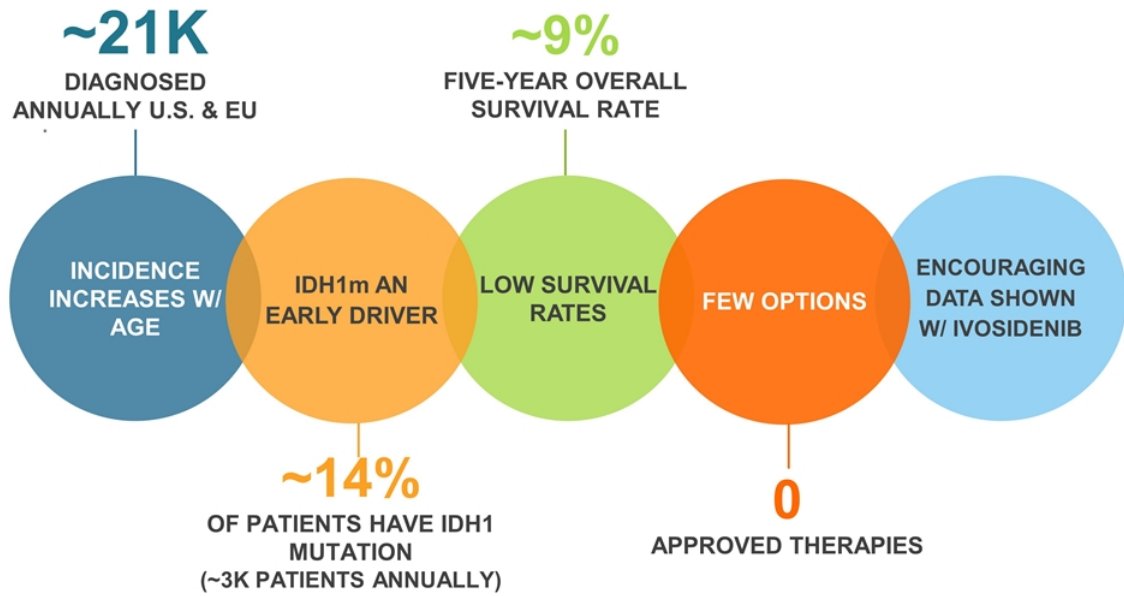 ~21K
DIAGNOSED
ANNUALLY U.S. & EU
~9%
FIVE-YEAR OVERALL
SURVIVAL RATE
INCIDENCE
INCREASES W/
AGE
IDH1m AN
EARLY DRIVER
LOW SURVIVAL
RATES
FEW OPTIONS
ENCOURAGING
DATA SHOWN
W/ IVOSIDENIB
~14%
OF PATIENTS HAVE IDH1
MUTATION
(~3K PATIENTS ANNUALLY)
0
APPROVED THERAPIES